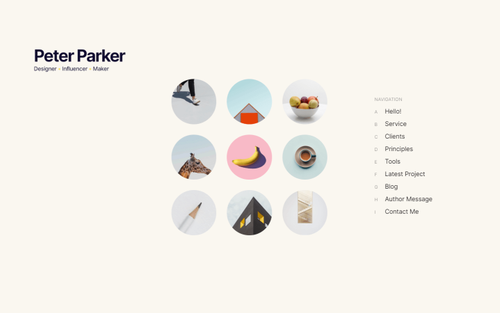 Peter Parker
Designer · Influencer · Maker
NAVIGATION
A Hello!
B Service
C Clients
D Principles
E Tools
F Latest Project
G Blog
H Author Message
I Contact Me